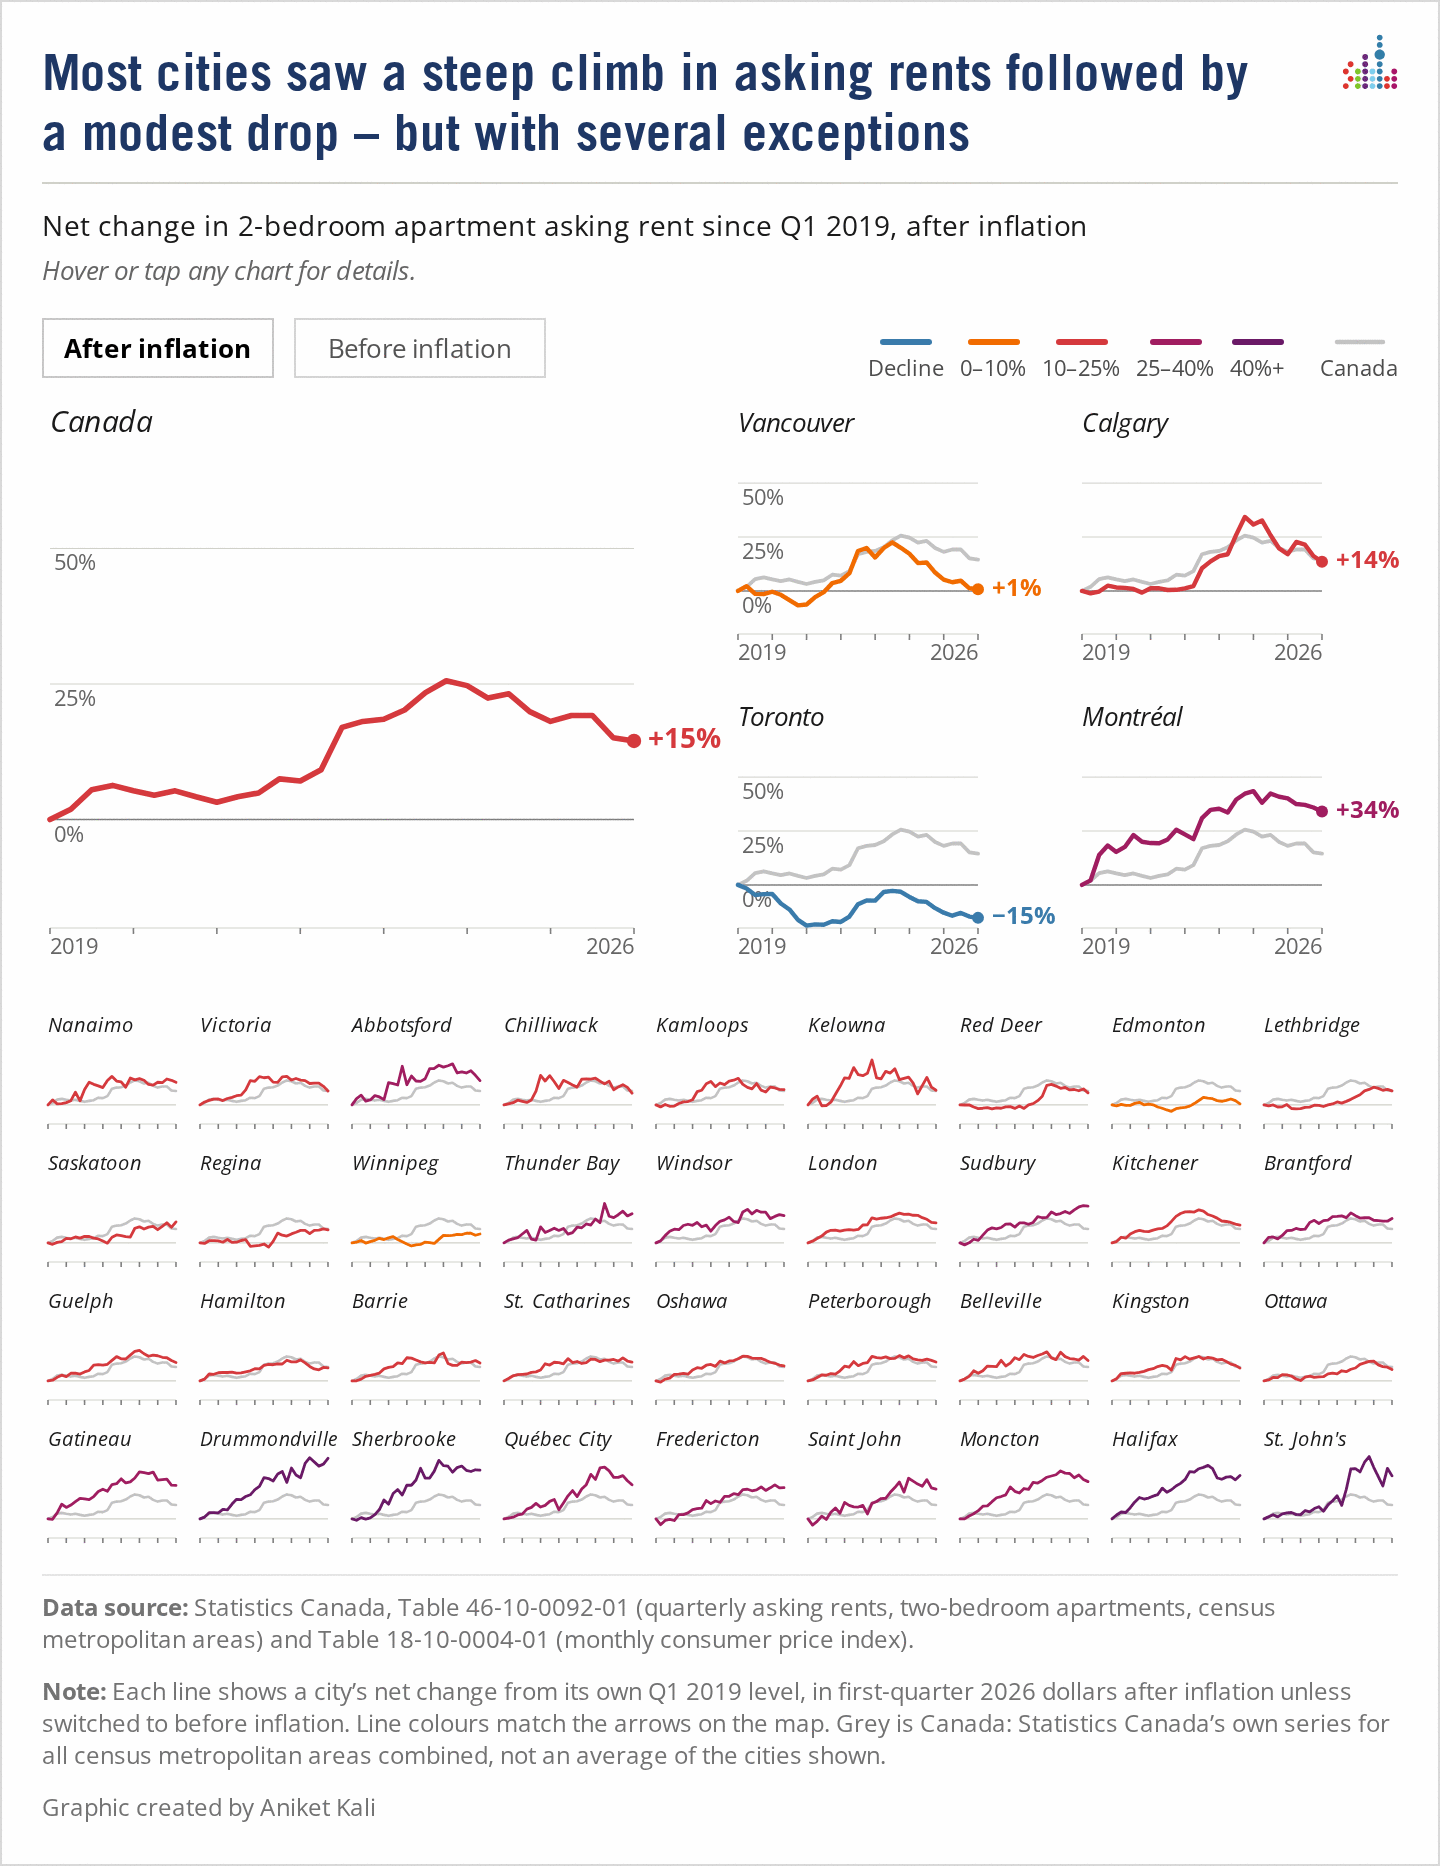 Most cities saw a steep climb in asking rents followed by
a modest drop – but with several exceptions
Net change in 2-bedroom apartment asking rent since Q1 2019, after inflation
Hover or tap any chart for details.
After inflation
Before inflation
Decline
0–10%
10–25%
25–40%
40%+
Canada
Canada
50%
25%
0%
+15%
2019
2026
Vancouver
50%
25%
0%
+1%
2019
2026
Calgary
+14%
2019
2026
Toronto
50%
25%
0%
−15%
2019
2026
Montréal
+34%
2019
2026
Nanaimo
Victoria
Abbotsford
Chilliwack
Kamloops
Kelowna
Red Deer
Edmonton
Lethbridge
Saskatoon
Regina
Winnipeg
Thunder Bay
Windsor
London
Sudbury
Kitchener
Brantford
Guelph
Hamilton
Barrie
St. Catharines
Oshawa
Peterborough
Belleville
Kingston
Ottawa
Gatineau
Drummondville
Sherbrooke
Québec City
Fredericton
Saint John
Moncton
Halifax
St. John's
Data source: Statistics Canada, Table 46-10-0092-01 (quarterly asking rents, two-bedroom apartments, census
metropolitan areas) and Table 18-10-0004-01 (monthly consumer price index).
Note: Each line shows a city’s net change from its own Q1 2019 level, in first-quarter 2026 dollars after inflation unless
switched to before inflation. Line colours match the arrows on the map. Grey is Canada: Statistics Canada’s own series for
all census metropolitan areas combined, not an average of the cities shown.
Graphic created by Aniket Kali